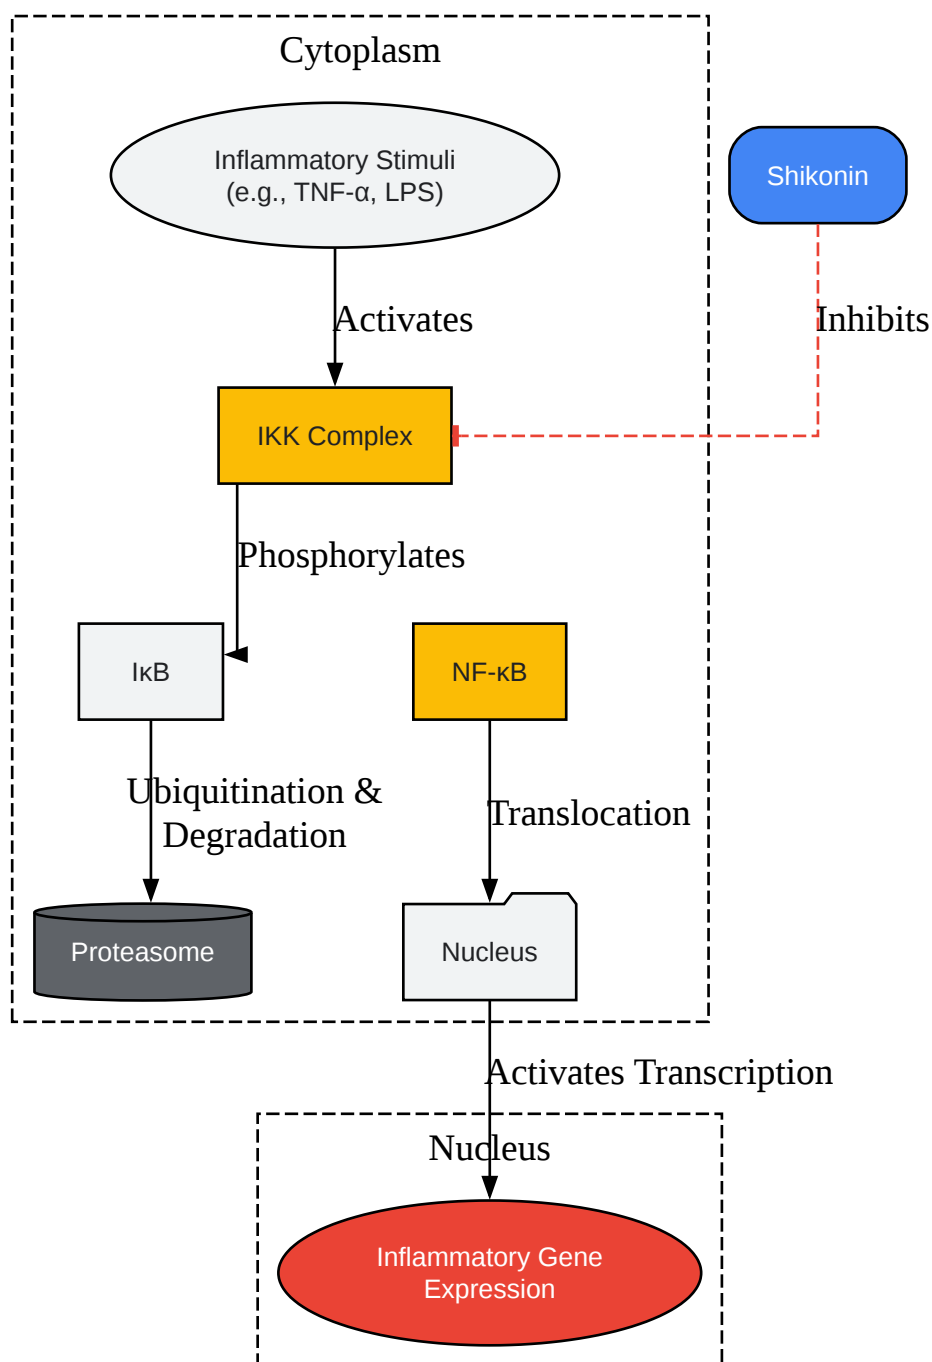 Cytoplasm
Inflammatory Stimuli
(e.g., TNF-α, LPS)
Shikonin
Activates
Inhibits
IKK Complex
Phosphorylates
IκB
NF-κB
Ubiquitination &
Degradation
Translocation
Proteasome
Nucleus
Activates Transcription
Nucleus
Inflammatory Gene
Expression